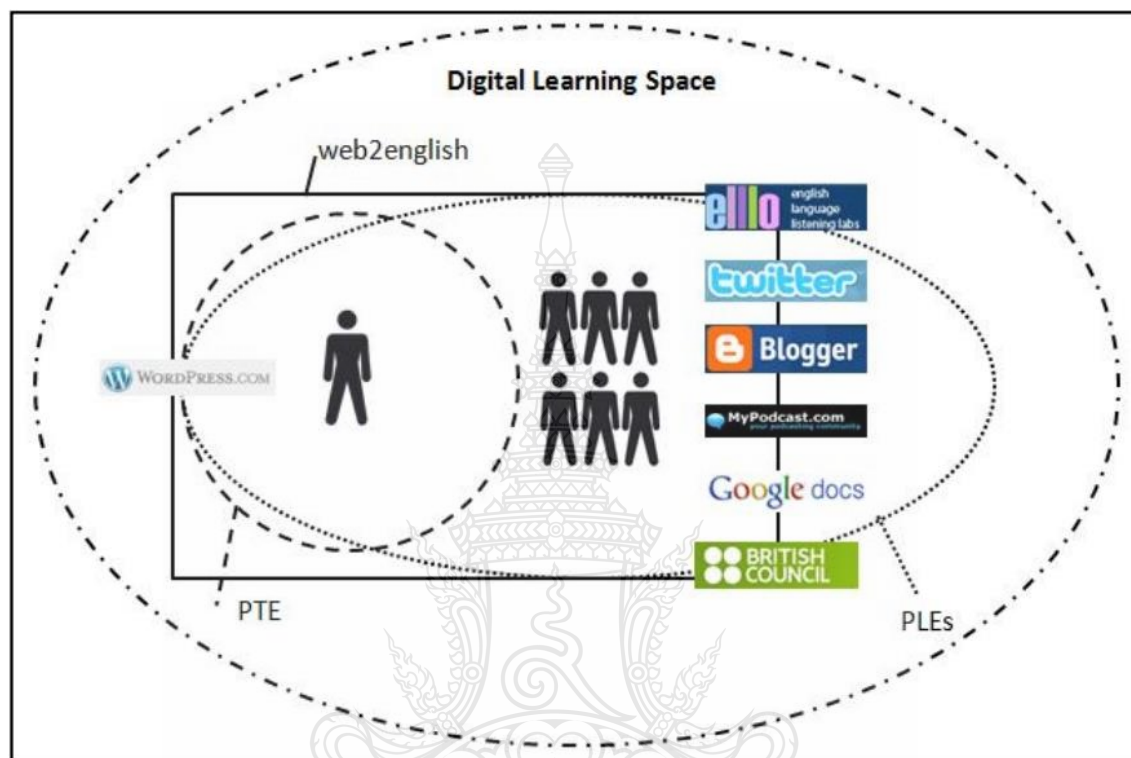 Digital Learning Space
web2english
elllo english
language
listening labs
twitter
Blogger
WORDPRESS.COM
MyPodcast.com
your podcasting community
Google docs
BRITISH
COUNCIL
PTE
PLEs